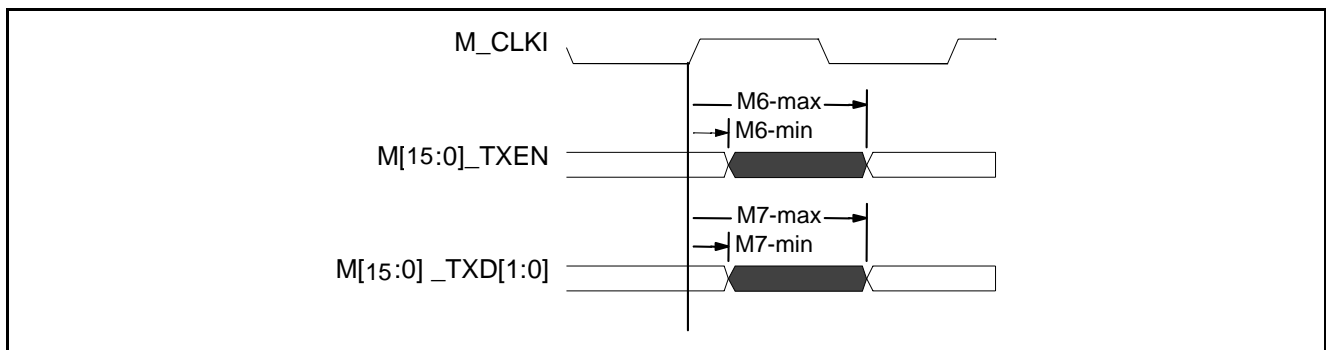 M_CLKI
M6-max
M6-min
M[15:0]_TXEN
M7-max
M7-min
M[15:0] _TXD[1:0]